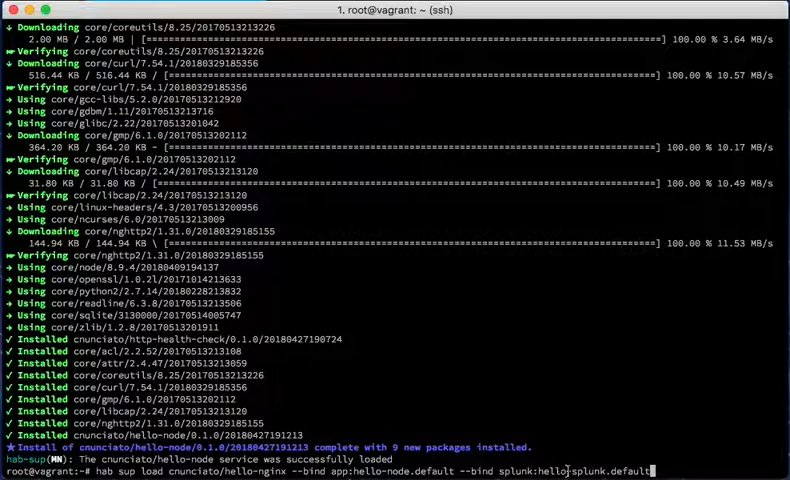 1. root@vagrant: ~ (ssh)
↓ Downloading core/coreutils/8.25/20170513213226
2.00 MB / 2.00 MB | [==========================================================================================] 100.00 % 3.64 MB/s
Verifying core/coreutils/8.25/20170513213226
↓ Downloading core/curl/7.54.1/20180329185356
516.44 KB / 516.44 KB / [=====================================================================================] 100.00 % 10.57 MB/s
Verifying core/curl/7.54.1/20180329185356
→ Using core/gcc-libs/5.2.0/20170513212920
→ Using core/gdbm/1.11/20170513213716
→ Using core/glibc/2.22/20170513201042
↓ Downloading core/gmp/6.1.0/20170513202112
364.20 KB / 364.20 KB - [=====================================================================================] 100.00 % 10.17 MB/s
Verifying core/gmp/6.1.0/20170513202112
↓ Downloading core/libcap/2.24/20170513213120
31.80 KB / 31.80 KB / [=======================================================================================] 100.00 % 10.49 MB/s
Verifying core/libcap/2.24/20170513213120
→ Using core/linux-headers/4.3/20170513200956
→ Using core/ncurses/6.0/20170513213009
↓ Downloading core/nghttp2/1.31.0/20180329185155
144.94 KB / 144.94 KB \ [=====================================================================================] 100.00 % 11.53 MB/s
Verifying core/nghttp2/1.31.0/20180329185155
→ Using core/node/8.9.4/20180409194137
→ Using core/openssl/1.0.2l/20171014213633
→ Using core/python2/2.7.14/20180228213832
→ Using core/readline/6.3.8/20170513213506
→ Using core/sqlite/3130000/20170514005747
→ Using core/zlib/1.2.8/20170513201911
✓ Installed cnunciato/http-health-check/0.1.0/20180427190724
✓ Installed core/acl/2.2.52/20170513213108
✓ Installed core/attr/2.4.47/20170513213059
✓ Installed core/coreutils/8.25/20170513213226
✓ Installed core/curl/7.54.1/20180329185356
✓ Installed core/gmp/6.1.0/20170513202112
✓ Installed core/libcap/2.24/20170513213120
✓ Installed core/nghttp2/1.31.0/20180329185155
✓ Installed cnunciato/hello-node/0.1.0/20180427191213
★ Install of cnunciato/hello-node/0.1.0/20180427191213 complete with 9 new packages installed.
hab-sup(MN): The cnunciato/hello-node service was successfully loaded
root@vagrant:~# hab sup load cnunciato/hello-nginx --bind app:hello-node.default --bind splunk:hello-splunk.default